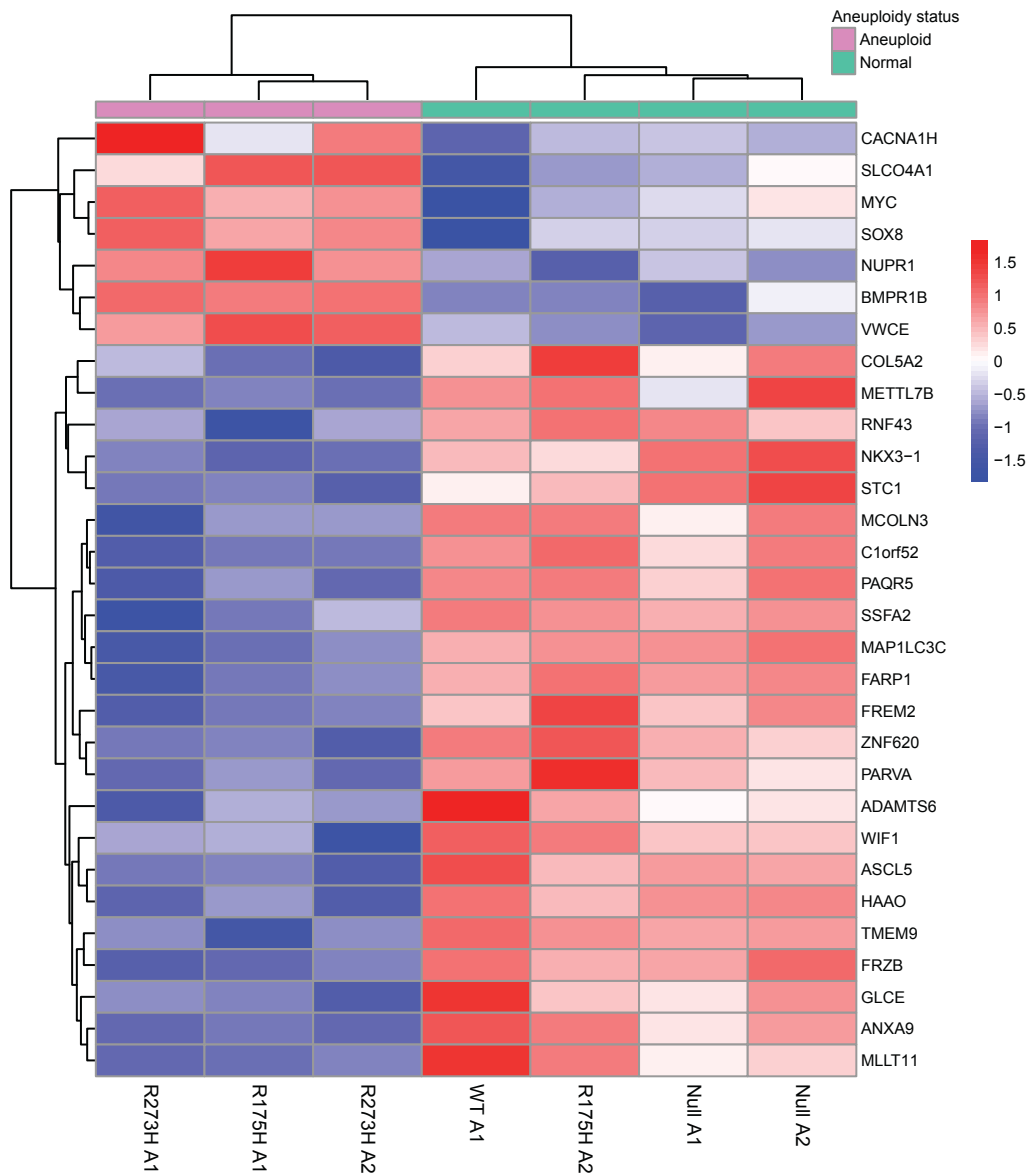 Aneuploidy status
Aneuploid
Normal
CACNA1H
SLCO4A1
MYC
SOX8
NUPR1
BMPR1B
VWCE
COL5A2
METTL7B
RNF43
NKX3−1
STC1
MCOLN3
C1orf52
PAQR5
SSFA2
MAP1LC3C
FARP1
FREM2
ZNF620
PARVA
ADAMTS6
WIF1
ASCL5
HAAO
TMEM9
FRZB
GLCE
ANXA9
MLLT11
1.5
1
0.5
0
−0.5
−1
−1.5
R273H A1
R175H A1
R273H A2
WT A1
R175H A2
Null A1
Null A2